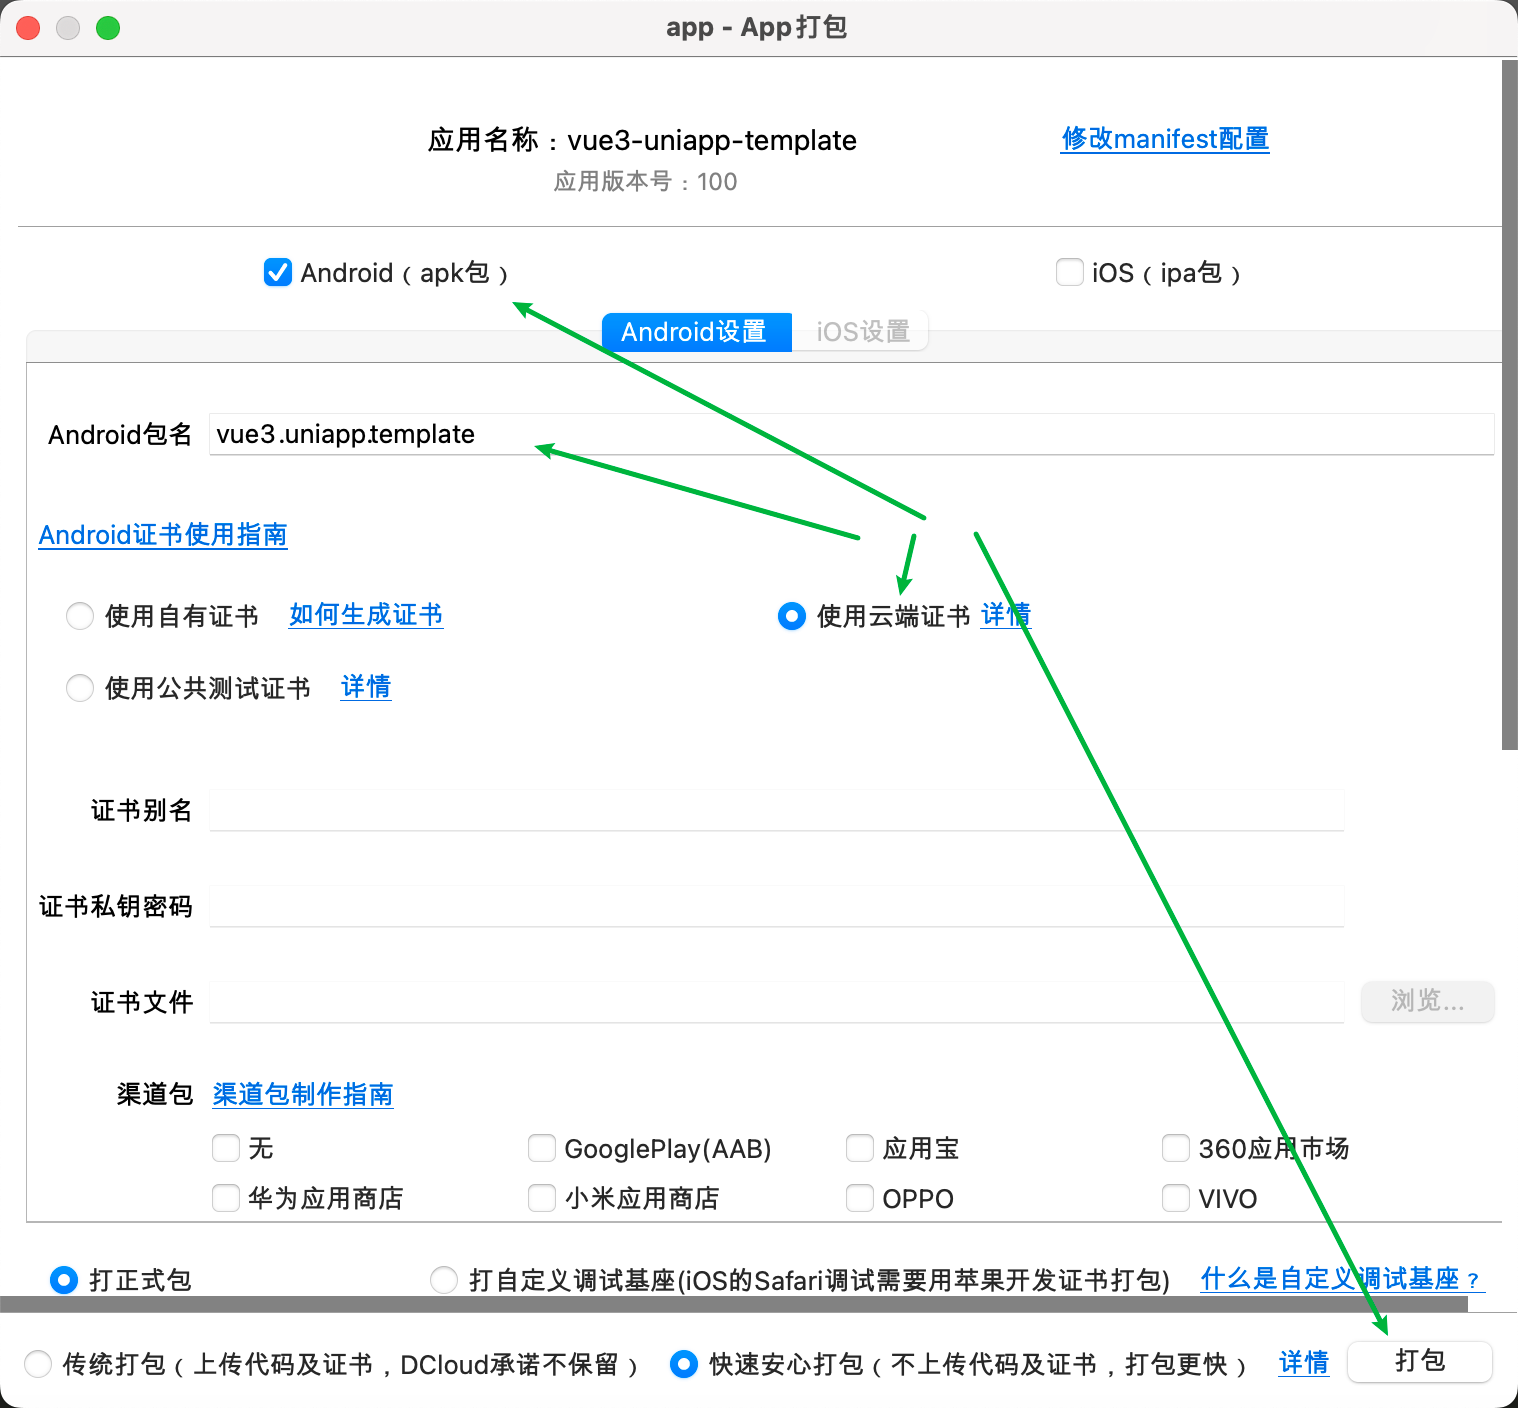 app - App打包
应用名称：vue3-uniapp-template 修改manifest配置
应用版本号：100
Android（apk包） iOS（ipa包）
Android设置 iOS设置
Android包名 vue3.uniapp.template
Android证书使用指南
使用自有证书 如何生成证书 使用云端证书 详情
使用公共测试证书 详情
证书别名
证书私钥密码
证书文件 浏览...
渠道包 渠道包制作指南
无 GooglePlay(AAB) 应用宝 360应用市场
华为应用商店 小米应用商店 OPPO VIVO
打正式包 打自定义调试基座(iOS的Safari调试需要用苹果开发证书打包) 什么是自定义调试基座？
传统打包（上传代码及证书，DCloud承诺不保留） 快速安心打包（不上传代码及证书，打包更快） 详情 打包